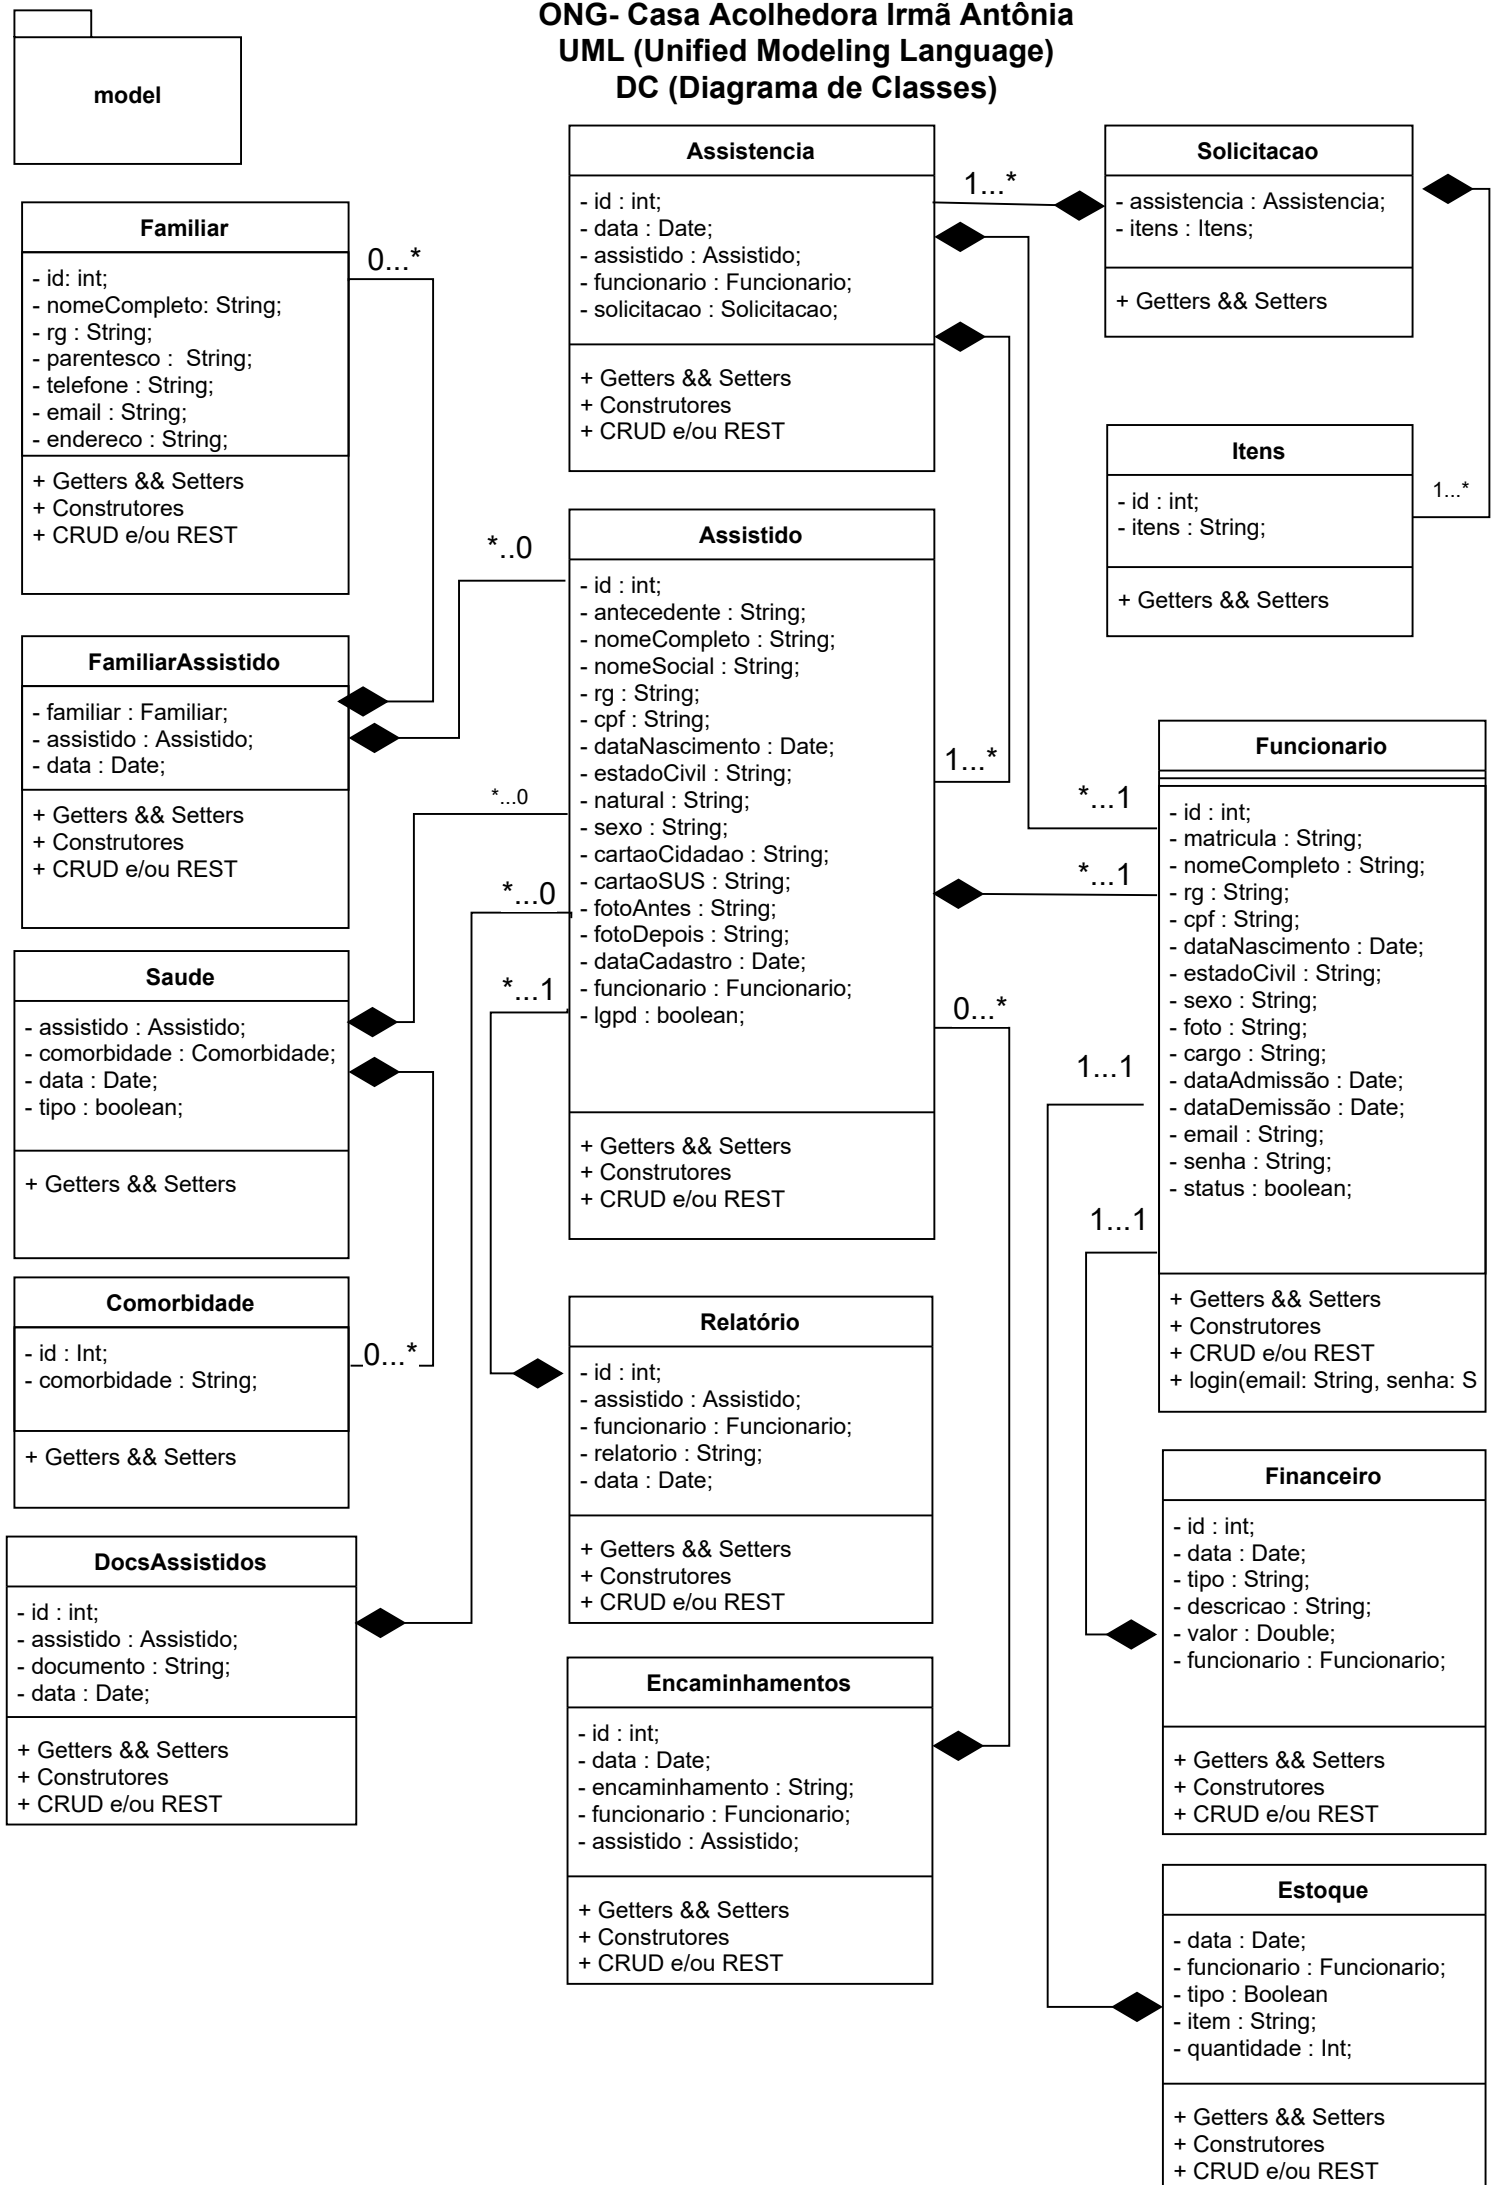 ONG- Casa Acolhedora Irmã Antônia
UML (Unified Modeling Language)
DC (Diagrama de Classes)
model
Familiar
- id: int;
- nomeCompleto: String;
- rg : String;
- parentesco :  String;
- telefone : String;
- email : String;
- endereco : String;
+ Getters && Setters
+ Construtores
+ CRUD e/ou REST
0...*
FamiliarAssistido
- familiar : Familiar;
- assistido : Assistido;
- data : Date;
+ Getters && Setters
+ Construtores
+ CRUD e/ou REST
*..0
Saude
- assistido : Assistido;
- comorbidade : Comorbidade;
- data : Date;
- tipo : boolean;
+ Getters && Setters
*...0
Comorbidade
- id : Int;
- comorbidade : String;
+ Getters && Setters
0...*
DocsAssistidos
- id : int;
- assistido : Assistido;
- documento : String;
- data : Date;
+ Getters && Setters
+ Construtores
+ CRUD e/ou REST
*...0
*...1
Assistencia
- id : int;
- data : Date;
- assistido : Assistido;
- funcionario : Funcionario;
- solicitacao : Solicitacao;
+ Getters && Setters
+ Construtores
+ CRUD e/ou REST
1...*
Assistido
- id : int;
- antecedente : String;
- nomeCompleto : String;
- nomeSocial : String;
- rg : String;
- cpf : String;
- dataNascimento : Date;
- estadoCivil : String;
- natural : String;
- sexo : String;
- cartaoCidadao : String;
- cartaoSUS : String;
- fotoAntes : String;
- fotoDepois : String;
- dataCadastro : Date;
- funcionario : Funcionario;
- lgpd : boolean;
+ Getters && Setters
+ Construtores
+ CRUD e/ou REST
1...*
0...*
Relatório
- id : int;
- assistido : Assistido;
- funcionario : Funcionario;
- relatorio : String;
- data : Date;
+ Getters && Setters
+ Construtores
+ CRUD e/ou REST
Encaminhamentos
- id : int;
- data : Date;
- encaminhamento : String;
- funcionario : Funcionario;
- assistido : Assistido;
+ Getters && Setters
+ Construtores
+ CRUD e/ou REST
Solicitacao
- assistencia : Assistencia;
- itens : Itens;
+ Getters && Setters
Itens
- id : int;
- itens : String;
+ Getters && Setters
1...*
*...1
*...1
1...1
1...1
Funcionario
- id : int;
- matricula : String;
- nomeCompleto : String;
- rg : String;
- cpf : String;
- dataNascimento : Date;
- estadoCivil : String;
- sexo : String;
- foto : String;
- cargo : String;
- dataAdmissão : Date;
- dataDemissão : Date;
- email : String;
- senha : String;
- status : boolean;
+ Getters && Setters
+ Construtores
+ CRUD e/ou REST
+ login(email: String, senha: S
Financeiro
- id : int;
- data : Date;
- tipo : String;
- descricao : String;
- valor : Double;
- funcionario : Funcionario;
+ Getters && Setters
+ Construtores
+ CRUD e/ou REST
Estoque
- data : Date;
- funcionario : Funcionario;
- tipo : Boolean
- item : String;
- quantidade : Int;
+ Getters && Setters
+ Construtores
+ CRUD e/ou REST